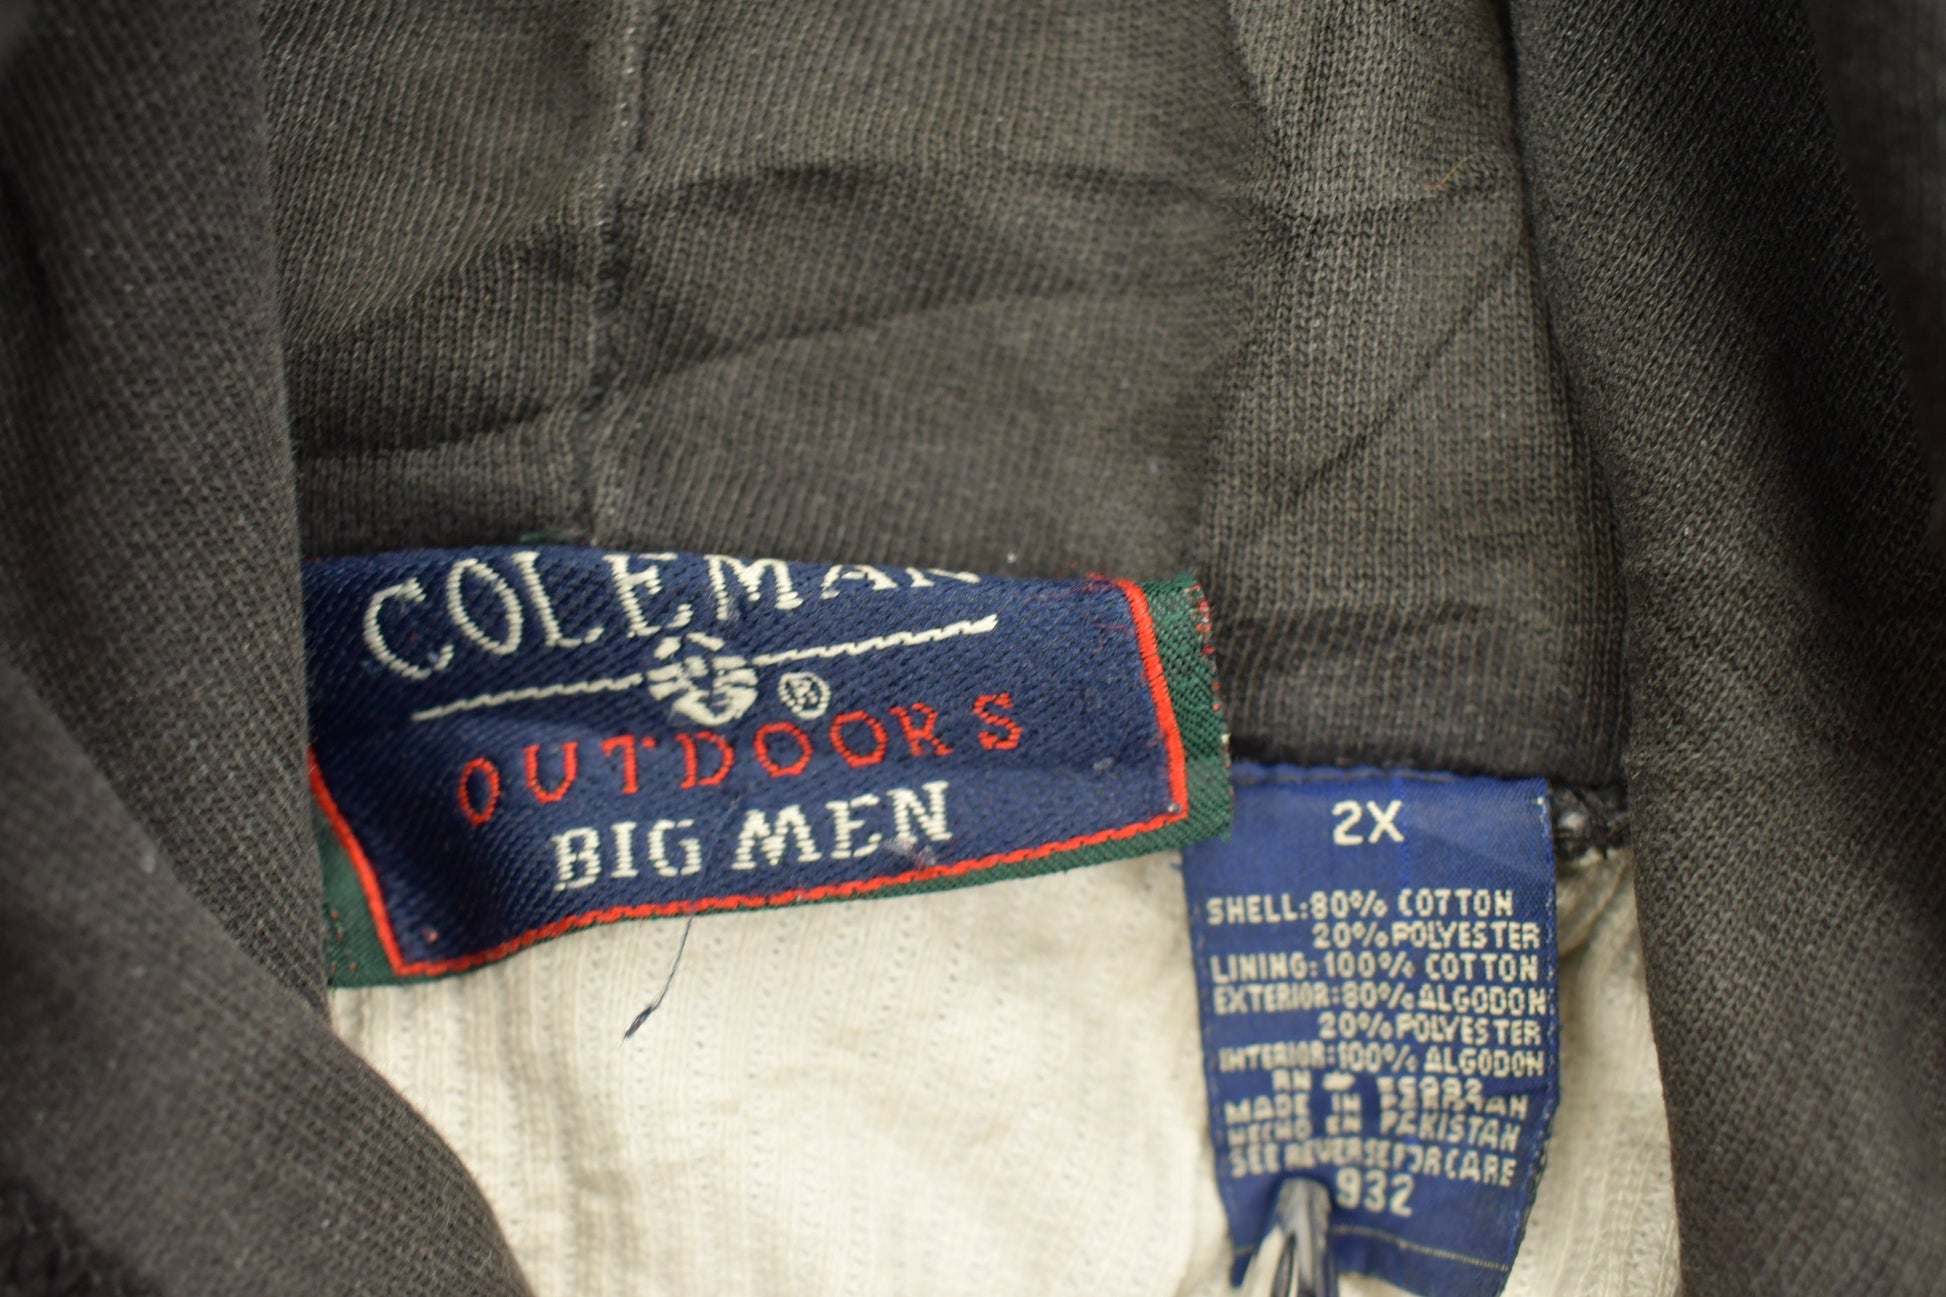 COLEMAN
®
OUTDOORS
BIG MEN
2X
SHELL:80% COTTON
20% POLYESTER
LINING:100% COTTON
EXTERIOR:80% ALGODON
20% POLYESTER
INTERIOR:100% ALGODON
RN
MADE IN
HECHO EN PAKISTAN
SEE REVERSE FOR CARE
932